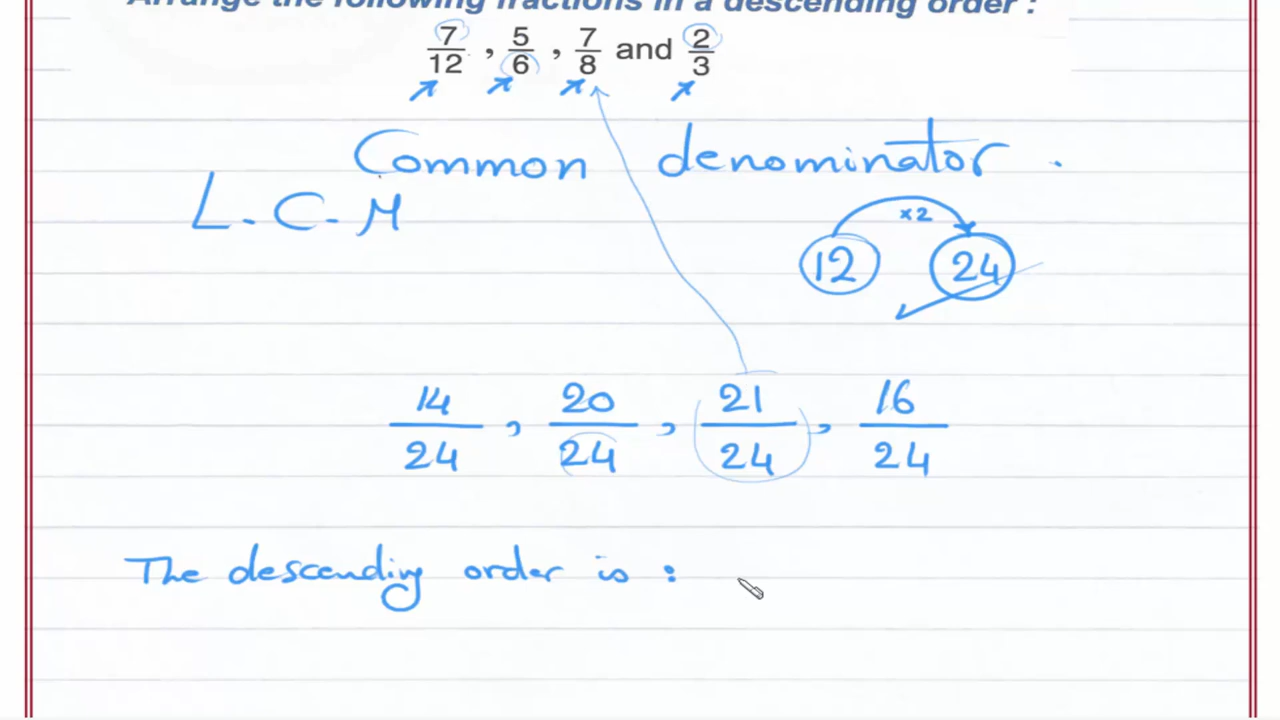 Arrange the following fractions in a descending order :
7/12 , 5/6 , 7/8 and 2/3
Common denominator .
L.C.M
×2
12 24
14/24 , 20/24 , 21/24 , 16/24
The descending order is :